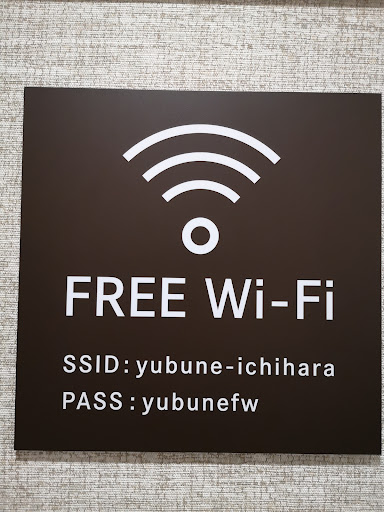 FREE Wi-Fi
SSID: yubune-ichihara
PASS: yubunefw